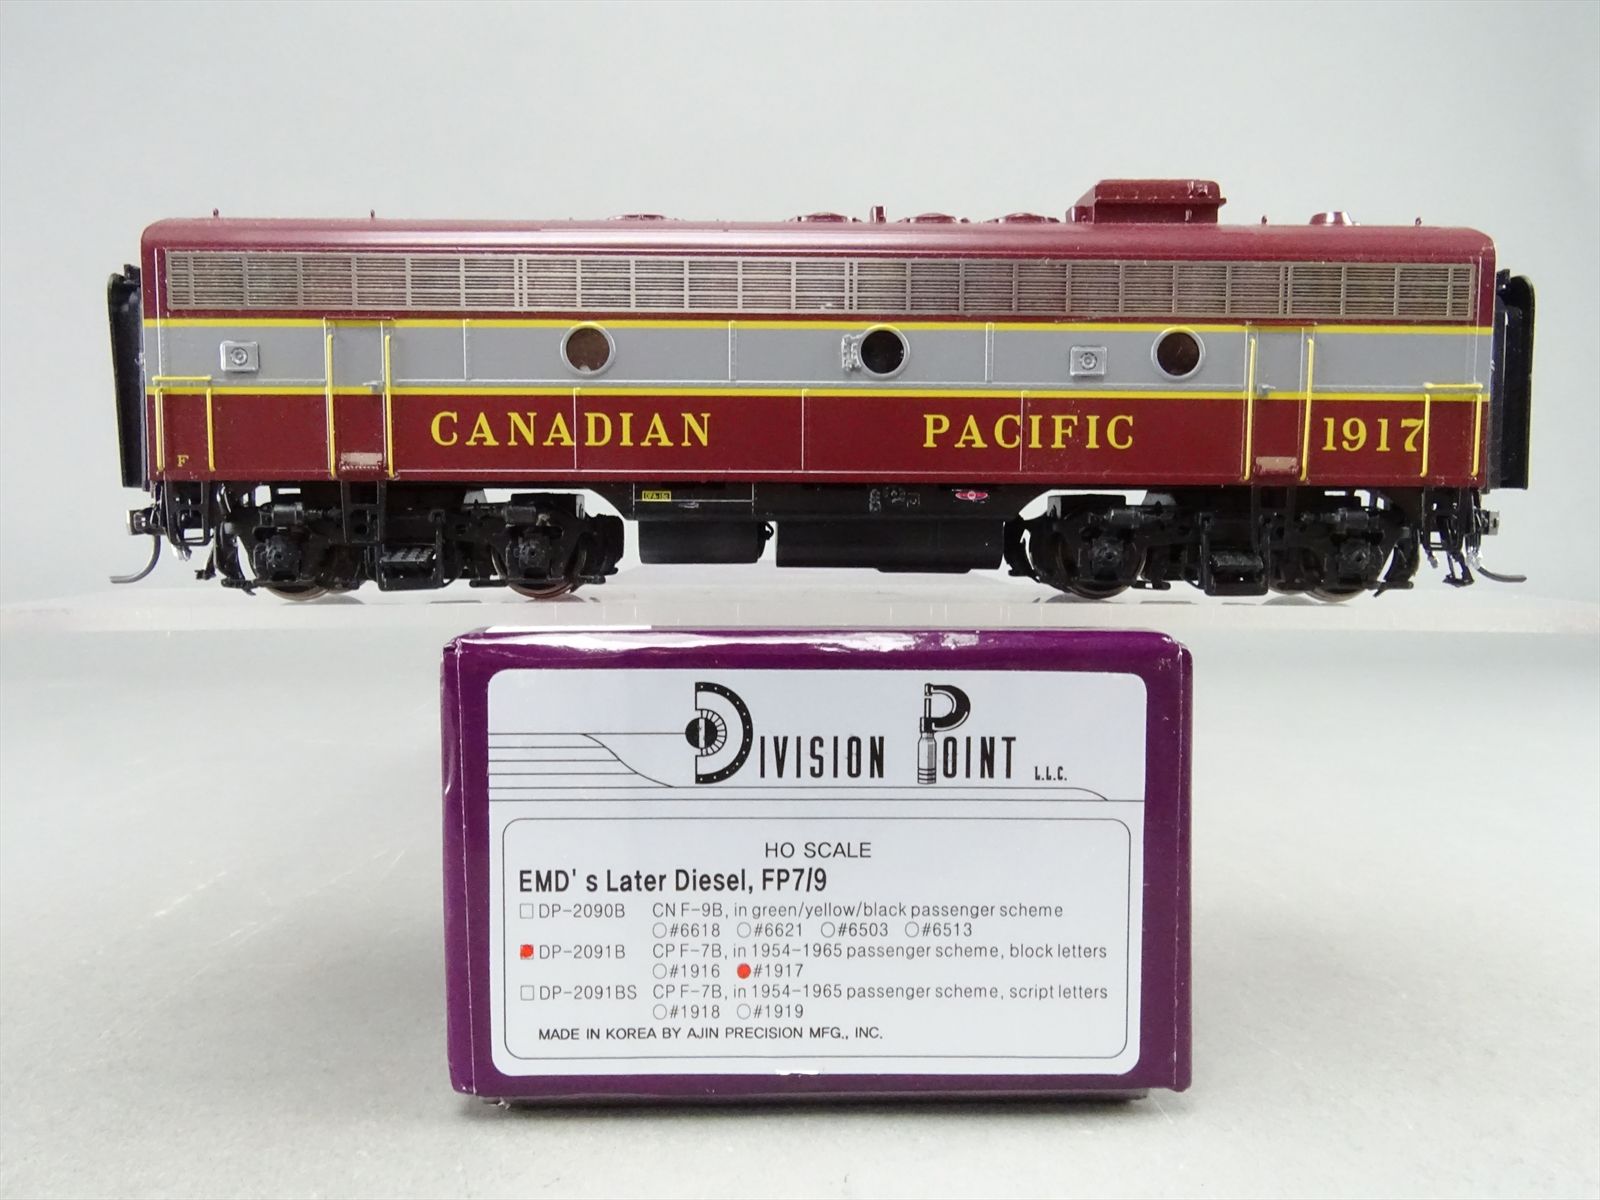 CANADIAN PACIFIC 1917
F
DIVISION POINT L.L.C.
HO SCALE
EMD' s Later Diesel, FP7/9
DP-2090B CN F-9B, in green/yellow/black passenger scheme
#6618 #6621 #6503 #6513
DP-2091B CP F-7B, in 1954-1965 passenger scheme, block letters
#1916 #1917
DP-2091BS CP F-7B, in 1954-1965 passenger scheme, script letters
#1918 #1919
MADE IN KOREA BY AJIN PRECISION MFG., INC.